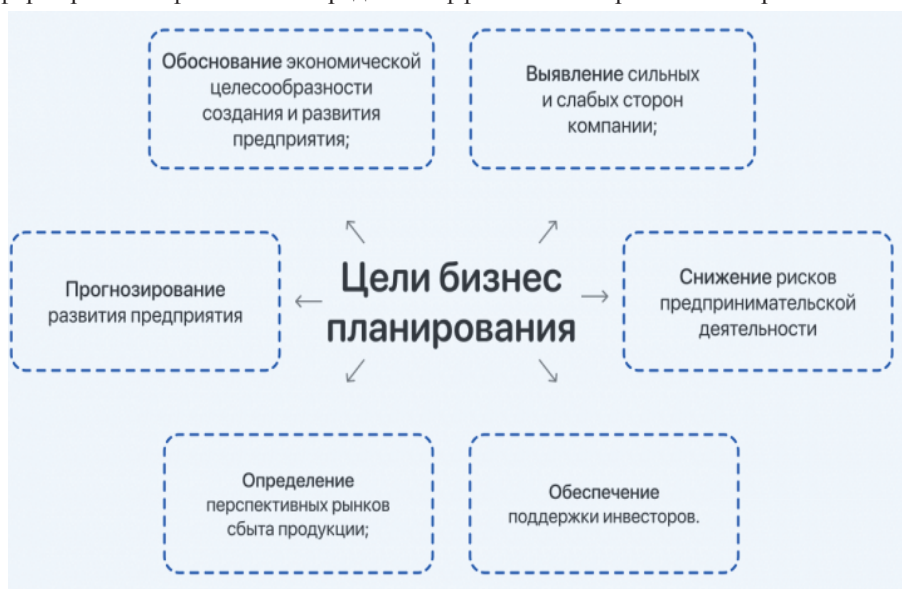 Обоснование экономической
целесообразности
создания и развития
предприятия;
Выявление сильных
и слабых сторон
компании;
Прогнозирование
развития предприятия
Цели бизнес
планирования
Снижение рисков
предпринимательской
деятельности
Определение
перспективных рынков
сбыта продукции;
Обеспечение
поддержки инвесторов.